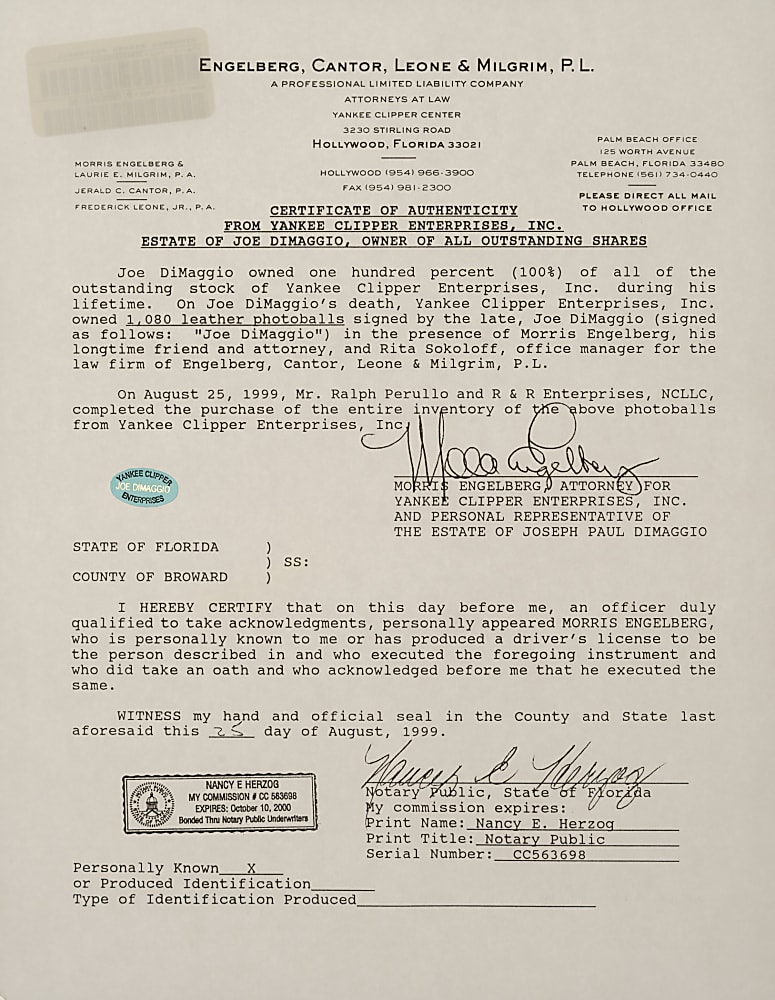 ENGELBERG, CANTOR, LEONE & MILGRIM, P.L.
A PROFESSIONAL LIMITED LIABILITY COMPANY
ATTORNEYS AT LAW
YANKEE CLIPPER CENTER
3230 STIRLING ROAD
HOLLYWOOD, FLORIDA 33021
HOLLYWOOD (954) 966-3900
FAX (954) 981-2300
MORRIS ENGELBERG &
LAURIE E. MILGRIM, P.A.
JERALD C. CANTOR, P.A.
FREDERICK LEONE, JR., P.A.
PALM BEACH OFFICE
125 WORTH AVENUE
PALM BEACH, FLORIDA 33480
TELEPHONE (561) 734-0440
PLEASE DIRECT ALL MAIL
TO HOLLYWOOD OFFICE
CERTIFICATE OF AUTHENTICITY
FROM YANKEE CLIPPER ENTERPRISES, INC.
ESTATE OF JOE DIMAGGIO, OWNER OF ALL OUTSTANDING SHARES
Joe DiMaggio owned one hundred percent (100%) of all of the
outstanding stock of Yankee Clipper Enterprises, Inc. during his
lifetime. On Joe DiMaggio's death, Yankee Clipper Enterprises, Inc.
owned 1,080 leather photoballs signed by the late, Joe DiMaggio (signed
as follows: "Joe DiMaggio") in the presence of Morris Engelberg, his
longtime friend and attorney, and Rita Sokoloff, office manager for the
law firm of Engelberg, Cantor, Leone & Milgrim, P.L.
On August 25, 1999, Mr. Ralph Perullo and R & R Enterprises, NCLLC,
completed the purchase of the entire inventory of the above photoballs
from Yankee Clipper Enterprises, Inc.
YANKEE CLIPPER
JOE DIMAGGIO
ENTERPRISES
MORRIS ENGELBERG, ATTORNEY FOR
YANKEE CLIPPER ENTERPRISES, INC.
AND PERSONAL REPRESENTATIVE OF
THE ESTATE OF JOSEPH PAUL DIMAGGIO
STATE OF FLORIDA )
) SS:
COUNTY OF BROWARD )
I HEREBY CERTIFY that on this day before me, an officer duly
qualified to take acknowledgments, personally appeared MORRIS ENGELBERG,
who is personally known to me or has produced a driver's license to be
the person described in and who executed the foregoing instrument and
who did take an oath and who acknowledged before me that he executed the
same.
WITNESS my hand and official seal in the County and State last
aforesaid this 25 day of August, 1999.
Nancy E Herzog
NANCY E HERZOG
MY COMMISSION # CC 563698
EXPIRES: October 10, 2000
Bonded Thru Notary Public Underwriters
Notary Public, State of Florida
My commission expires:
Print Name: Nancy E. Herzog
Print Title: Notary Public
Serial Number: CC563698
Personally Known X
or Produced Identification
Type of Identification Produced